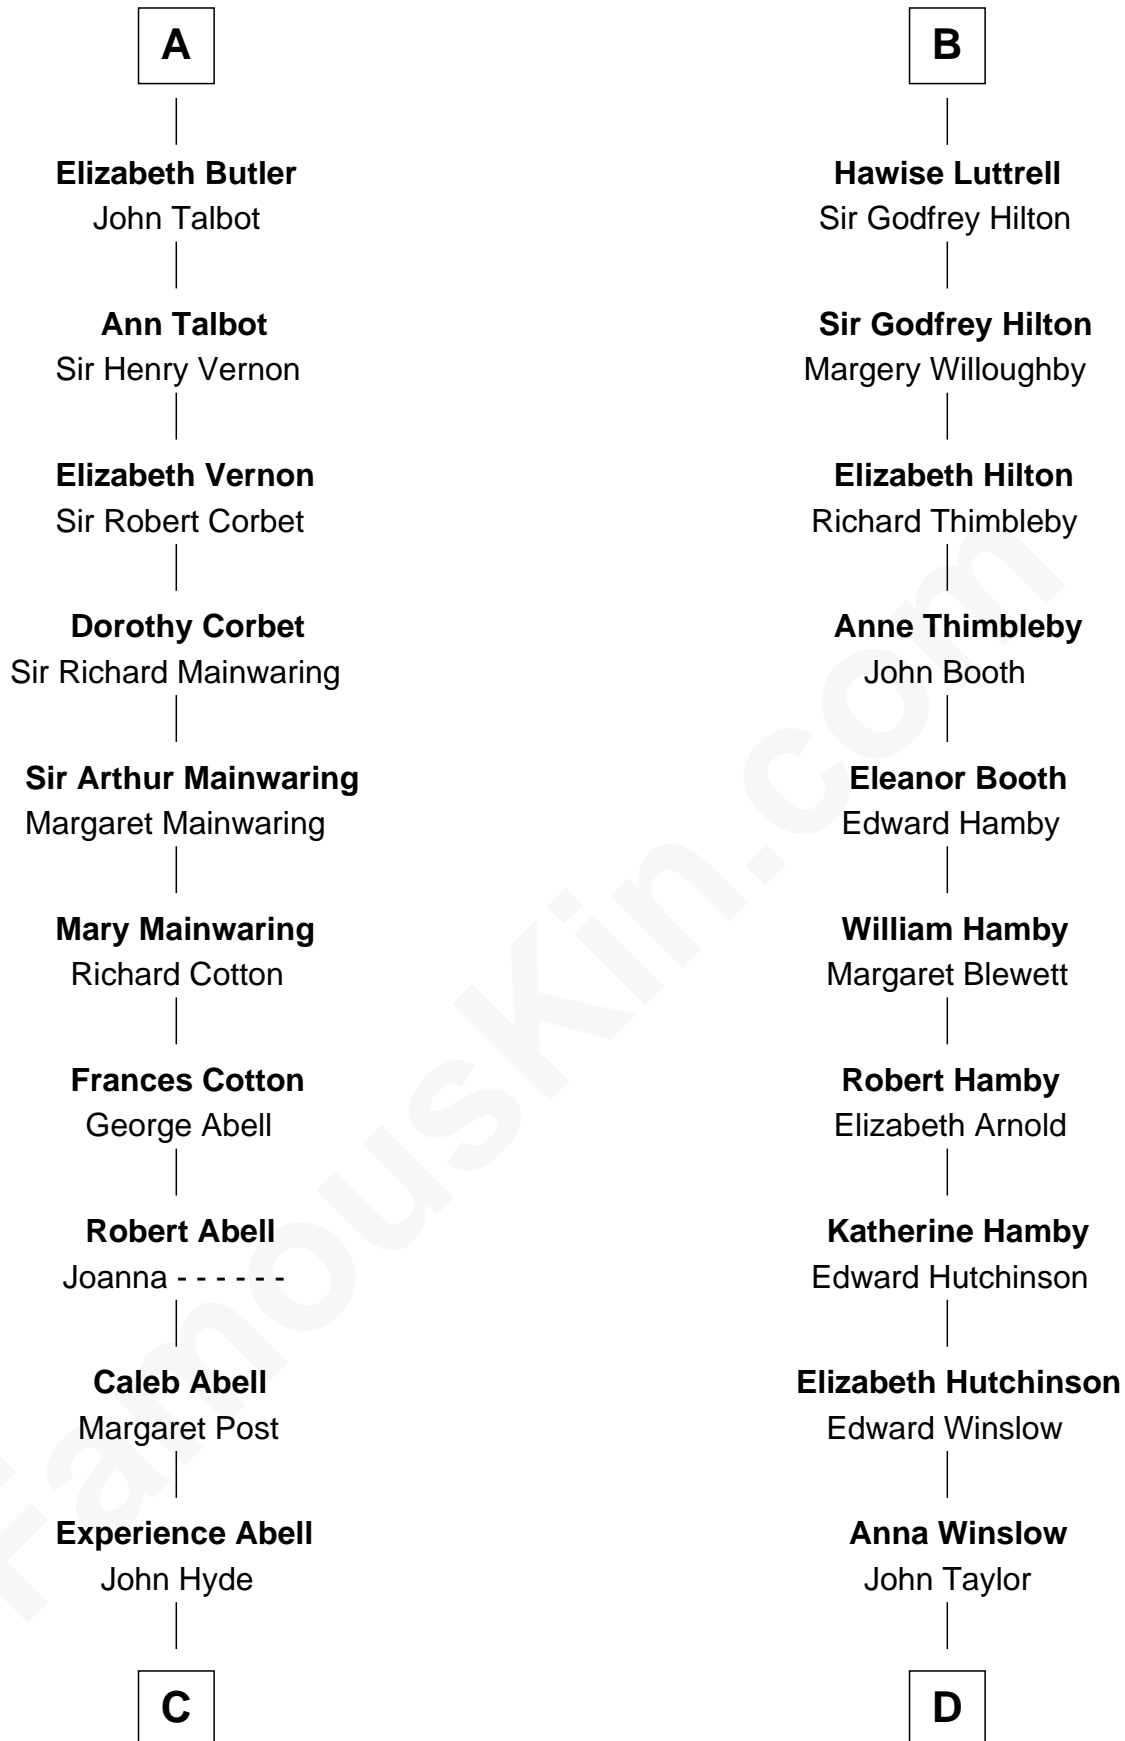 A
Elizabeth Butler
John Talbot
Ann Talbot
Sir Henry Vernon
Elizabeth Vernon
Sir Robert Corbet
Dorothy Corbet
Sir Richard Mainwaring
Sir Arthur Mainwaring
Margaret Mainwaring
Mary Mainwaring
Richard Cotton
Frances Cotton
George Abell
Robert Abell
Joanna - - - - - -
Caleb Abell
Margaret Post
Experience Abell
John Hyde
C
B
Hawise Luttrell
Sir Godfrey Hilton
Sir Godfrey Hilton
Margery Willoughby
Elizabeth Hilton
Richard Thimbleby
Anne Thimbleby
John Booth
Eleanor Booth
Edward Hamby
William Hamby
Margaret Blewett
Robert Hamby
Elizabeth Arnold
Katherine Hamby
Edward Hutchinson
Elizabeth Hutchinson
Edward Winslow
Anna Winslow
John Taylor
D
FamousKin.com